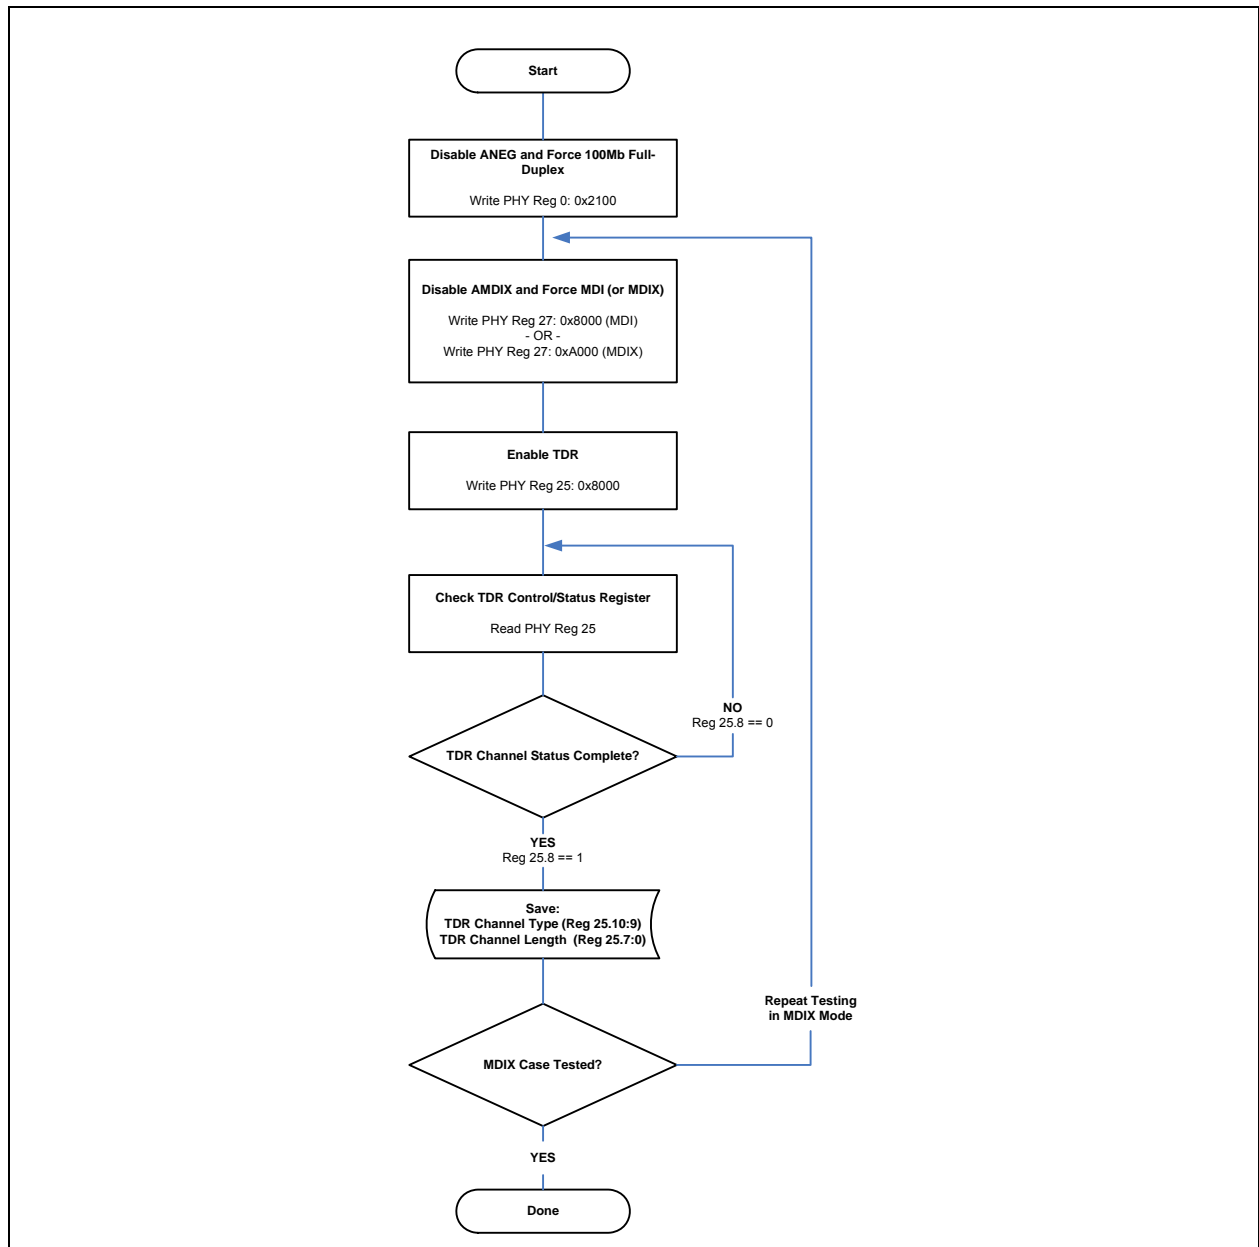 Start
Disable ANEG and Force 100Mb Full-
Duplex
Write PHY Reg 0: 0x2100
Disable AMDIX and Force MDI (or MDIX)
Write PHY Reg 27: 0x8000 (MDI)
- OR -
Write PHY Reg 27: 0xA000 (MDIX)
Enable TDR
Write PHY Reg 25: 0x8000
Check TDR Control/Status Register
Read PHY Reg 25
NO
Reg 25.8 == 0
TDR Channel Status Complete?
YES
Reg 25.8 == 1
Save:
TDR Channel Type (Reg 25.10:9)
TDR Channel Length (Reg 25.7:0)
Repeat Testing
in MDIX Mode
MDIX Case Tested?
YES
Done